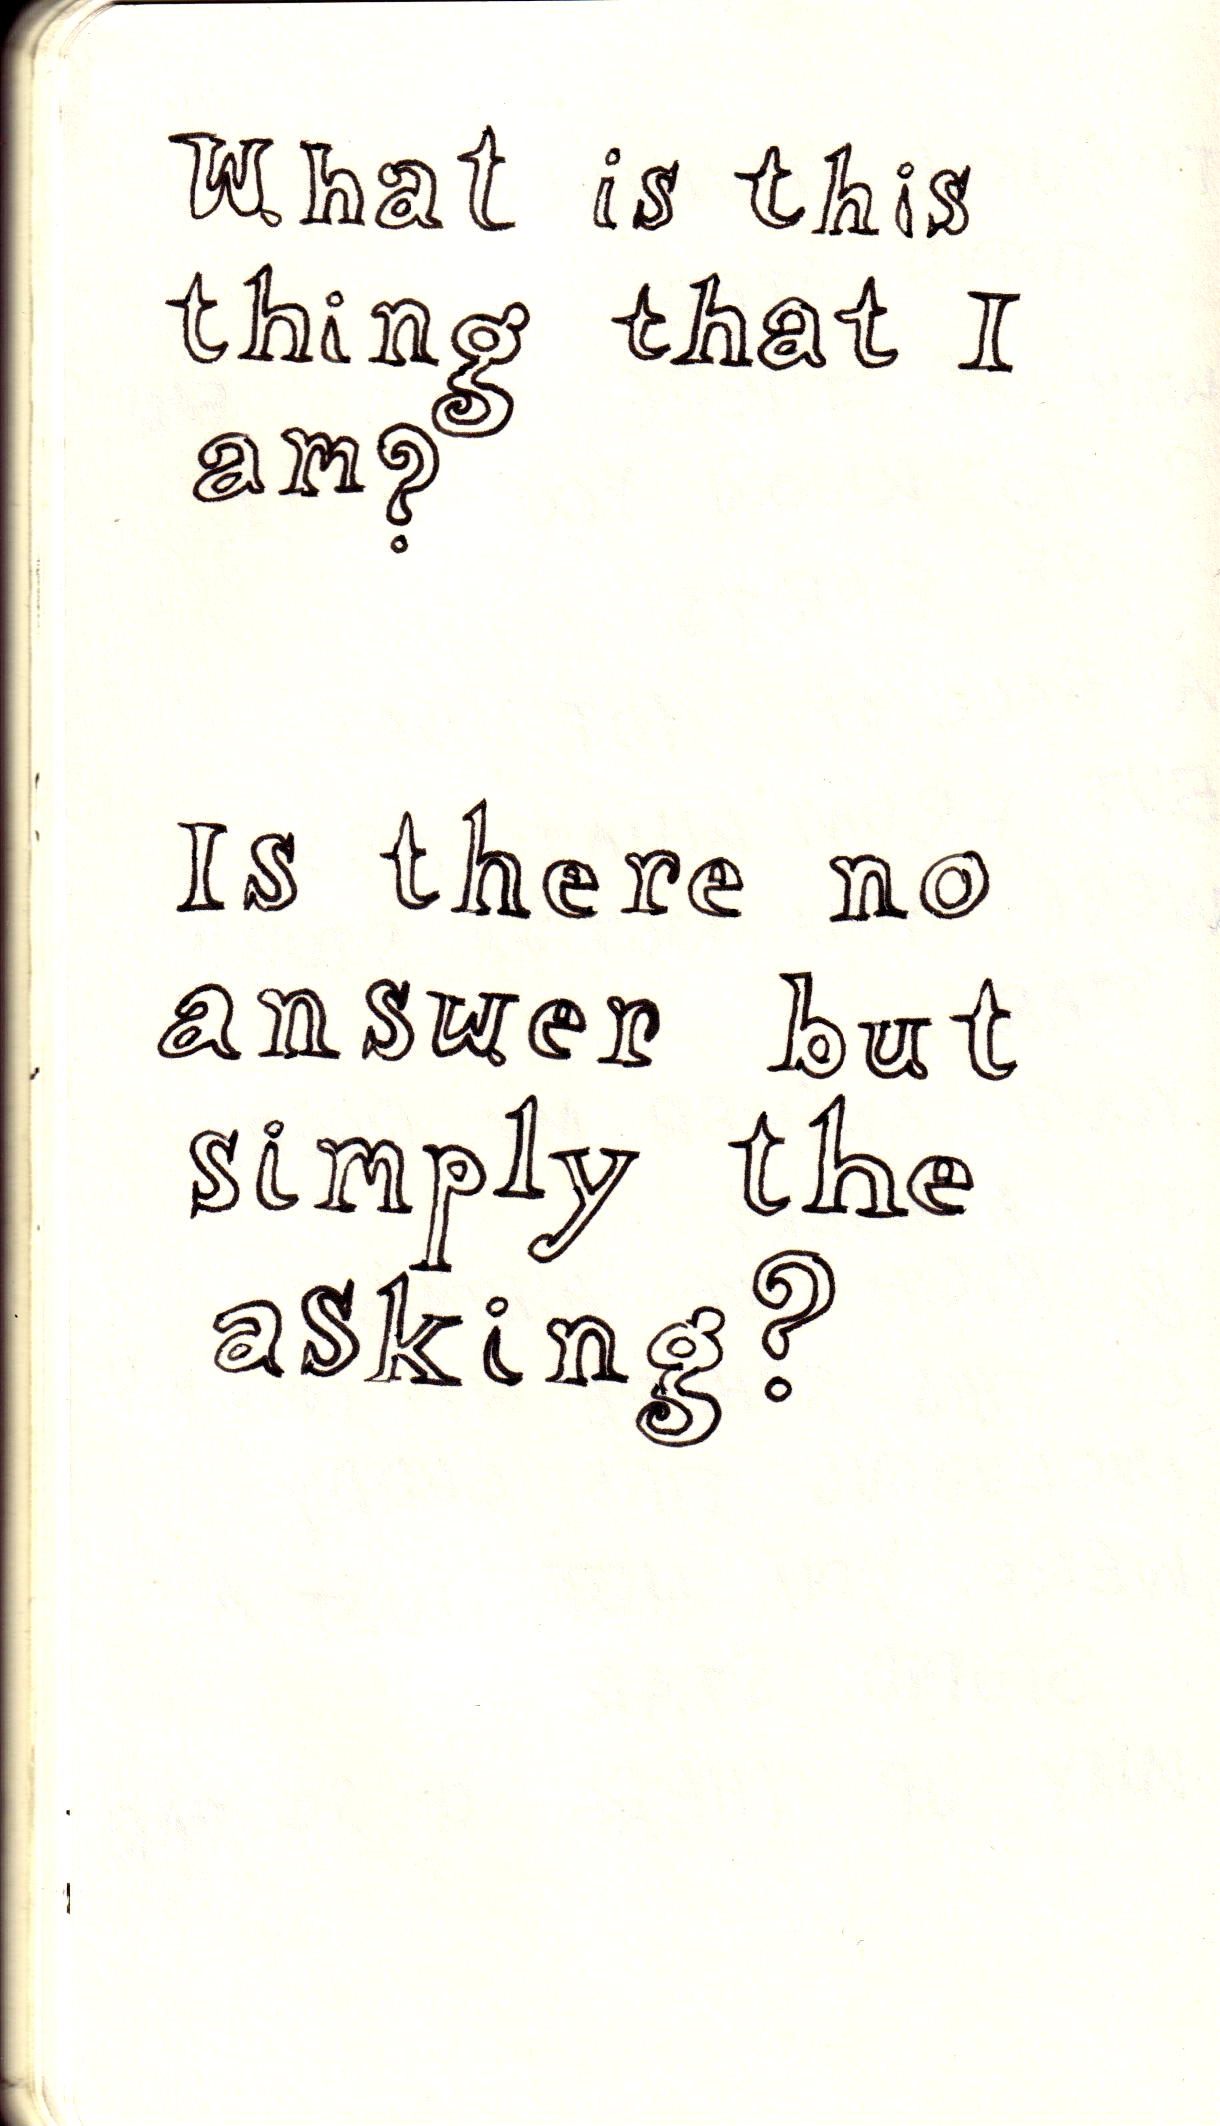 What is this
thing that I
am?
Is there no
answer but
simply the
asking?